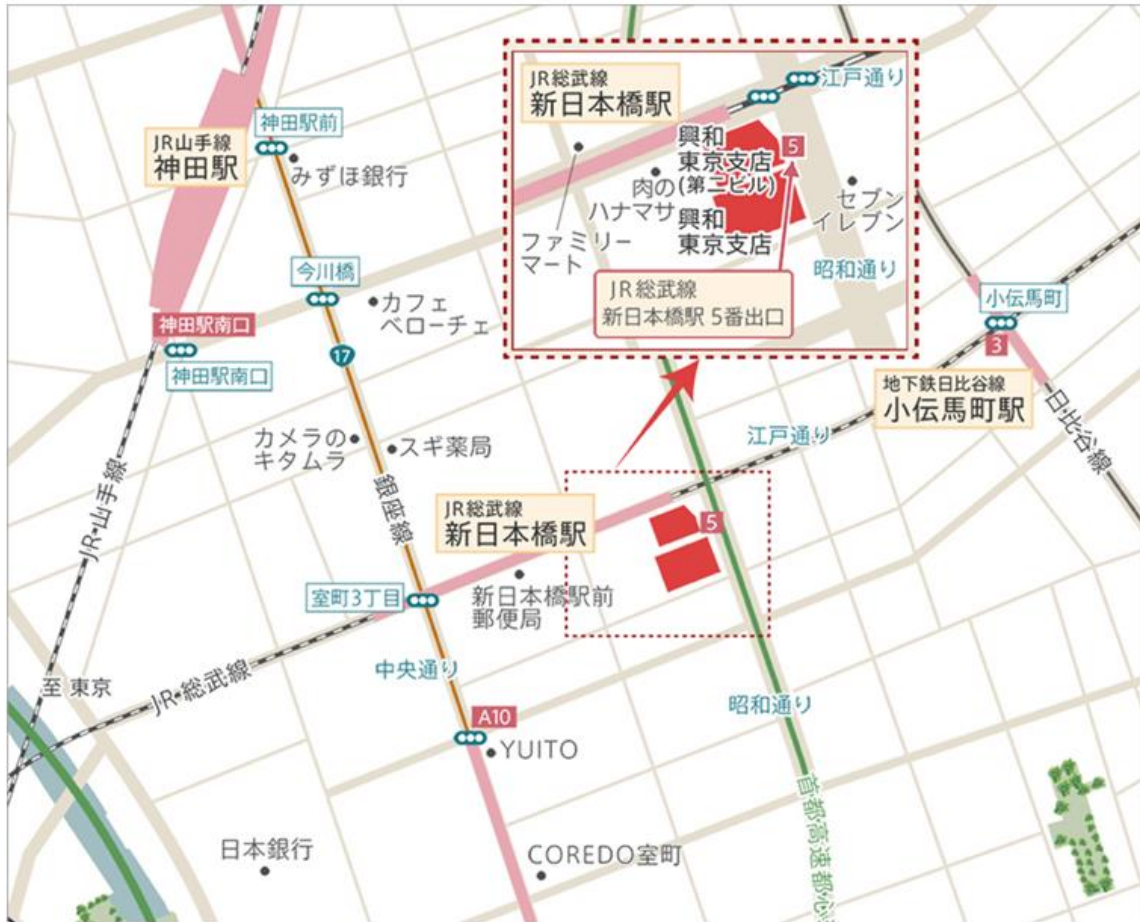 JR総武線
新日本橋駅
江戸通り
興和
東京支店
(第二ビル)
5
肉の
ハナマサ
セブン
イレブン
興和
東京支店
ファミリー
マート
昭和通り
JR総武線
新日本橋駅 5番出口
神田駅前
JR山手線
神田駅
みずほ銀行
今川橋
カフェ
ベローチェ
小伝馬町
神田駅南口
3
17
神田駅南口
地下鉄日比谷線
小伝馬町駅
日比谷線
カメラの
キタムラ
スギ薬局
江戸通り
JR・山手線
銀座線
JR総武線
新日本橋駅
5
室町3丁目
新日本橋駅前
郵便局
中央通り
至 東京
JR・総武線
昭和通り
A10
YUITO
首都高速都心
日本銀行
COREDO室町